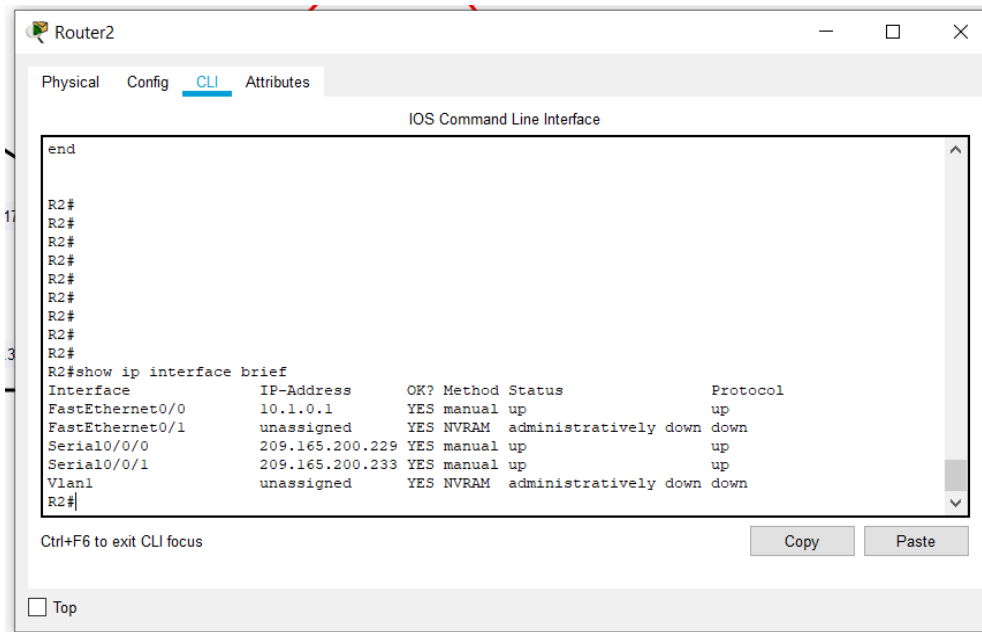 Router2
Physical Config CLI Attributes
IOS Command Line Interface
end
R2#
R2#
R2#
R2#
R2#
R2#
R2#
R2#
R2#
R2#show ip interface brief
Interface IP-Address OK? Method Status Protocol
FastEthernet0/0 10.1.0.1 YES manual up up
FastEthernet0/1 unassigned YES NVRAM administratively down down
Serial0/0/0 209.165.200.229 YES manual up up
Serial0/0/1 209.165.200.233 YES manual up up
Vlan1 unassigned YES NVRAM administratively down down
R2#
Ctrl+F6 to exit CLI focus
Copy Paste
Top
17
.3